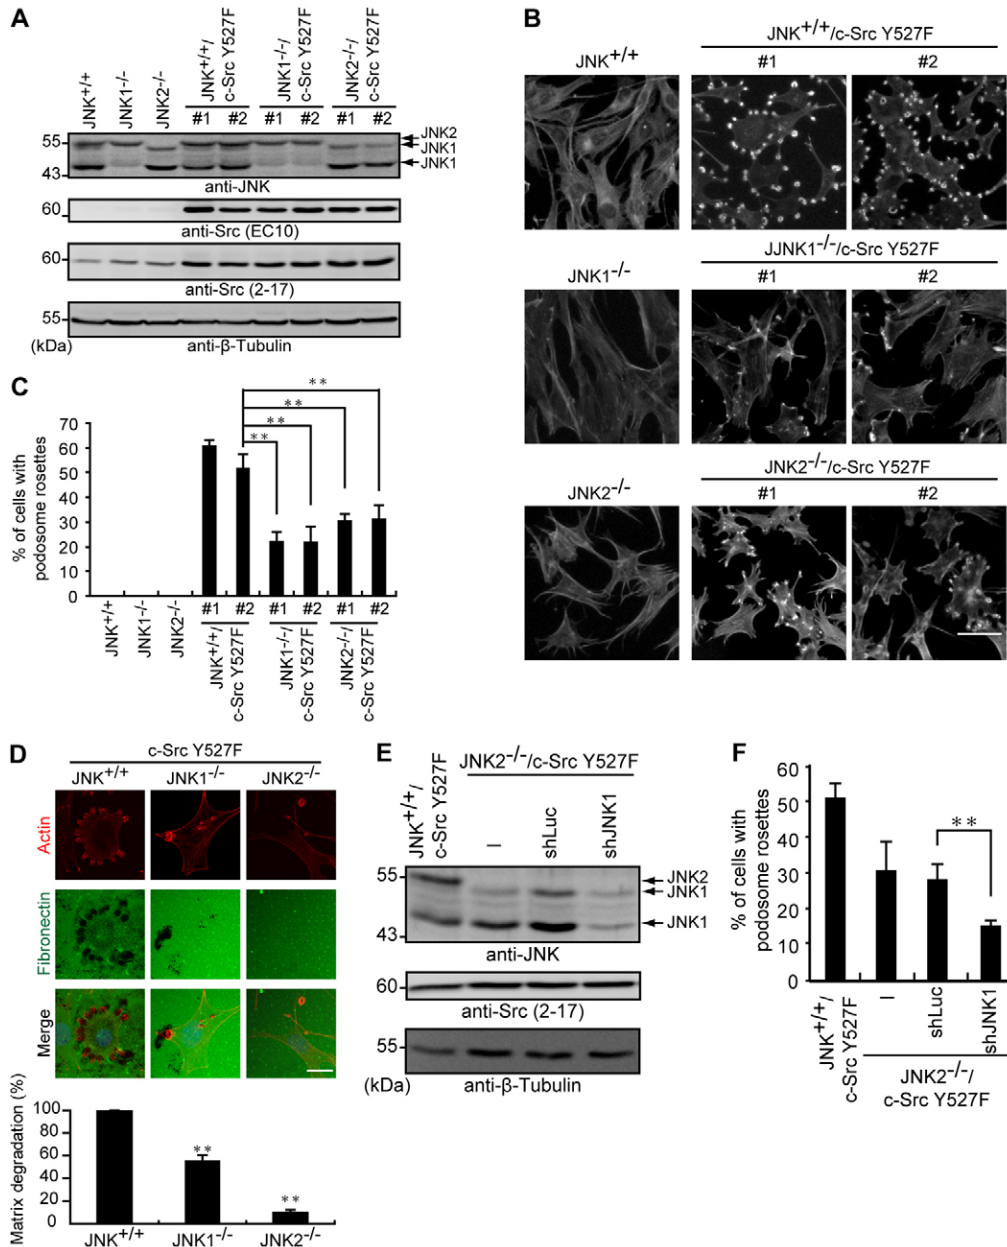 A
JNK+/+
JNK1-/-
JNK2-/-
JNK+/+/
c-Src Y527F
JNK1-/-/
c-Src Y527F
JNK2-/-/
c-Src Y527F
#1 #2 #1 #2 #1 #2
55
43
JNK2
JNK1
JNK1
anti-JNK
60
anti-Src (EC10)
60
anti-Src (2-17)
55
(kDa)
anti-β-Tubulin
B
JNK+/+
JNK+/+/c-Src Y527F
#1 #2
JNK1-/-
JJNK1-/-/c-Src Y527F
#1 #2
JNK2-/-
JNK2-/-/c-Src Y527F
#1 #2
C
% of cells with
podosome rosettes
70
60
50
40
30
20
10
0
**
**
**
**
JNK+/+
JNK1-/-
JNK2-/-
#1 #2 #1 #2 #1 #2
JNK+/+/
c-Src Y527F
JNK1-/-/
c-Src Y527F
JNK2-/-/
c-Src Y527F
D
c-Src Y527F
JNK+/+ JNK1-/- JNK2-/-
Actin
Fibronectin
Merge
Matrix degradation (%)
100
60
40
20
0
**
**
JNK+/+ JNK1-/- JNK2-/-
E
JNK+/+/
c-Src Y527F
JNK2-/-/c-Src Y527F
–
shLuc
shJNK1
55
43
JNK2
JNK1
JNK1
anti-JNK
60
anti-Src (2-17)
55
(kDa)
anti-β-Tubulin
F
% of cells with
podosome rosettes
60
50
40
30
20
10
0
**
JNK+/+/
c-Src Y527F
–
shLuc
shJNK1
JNK2-/-/
c-Src Y527F